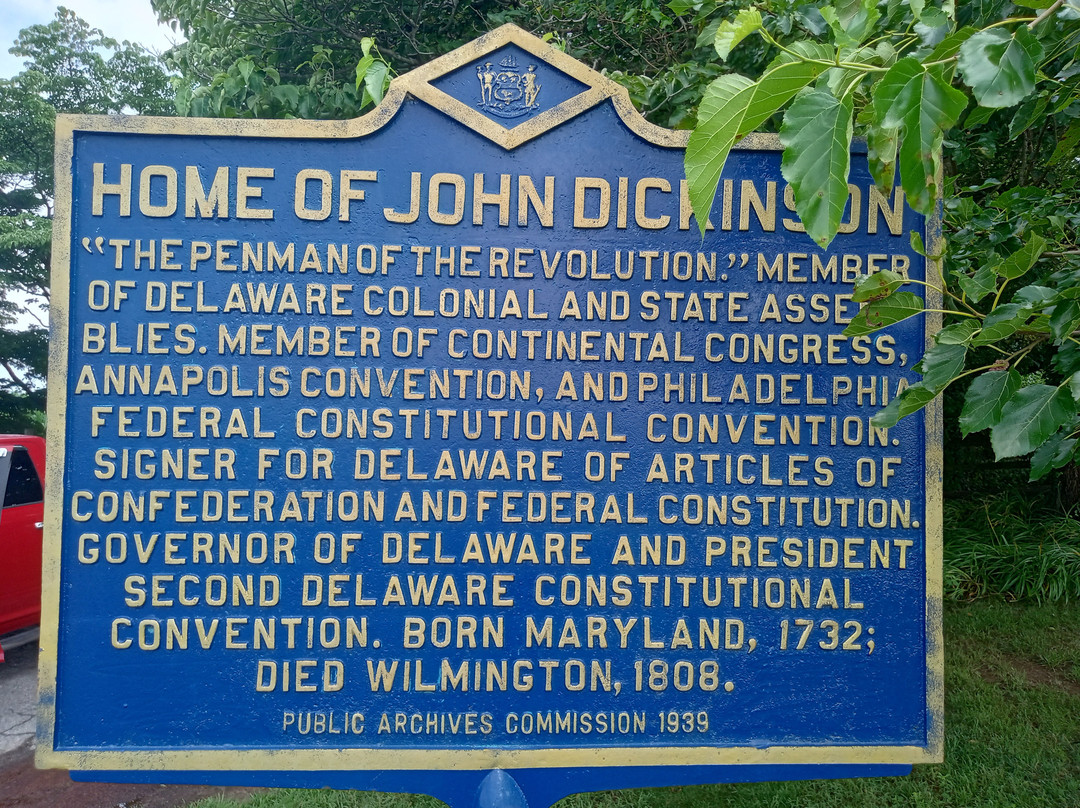 HOME OF JOHN DICKINSON
“THE PENMAN OF THE REVOLUTION.” MEMBER
OF DELAWARE COLONIAL AND STATE ASSE
BLIES. MEMBER OF CONTINENTAL CONGRESS,
ANNAPOLIS CONVENTION, AND PHILADELPHIA
FEDERAL CONSTITUTIONAL CONVENTION.
SIGNER FOR DELAWARE OF ARTICLES OF
CONFEDERATION AND FEDERAL CONSTITUTION.
GOVERNOR OF DELAWARE AND PRESIDENT
SECOND DELAWARE CONSTITUTIONAL
CONVENTION. BORN MARYLAND, 1732;
DIED WILMINGTON, 1808.
PUBLIC ARCHIVES COMMISSION 1939